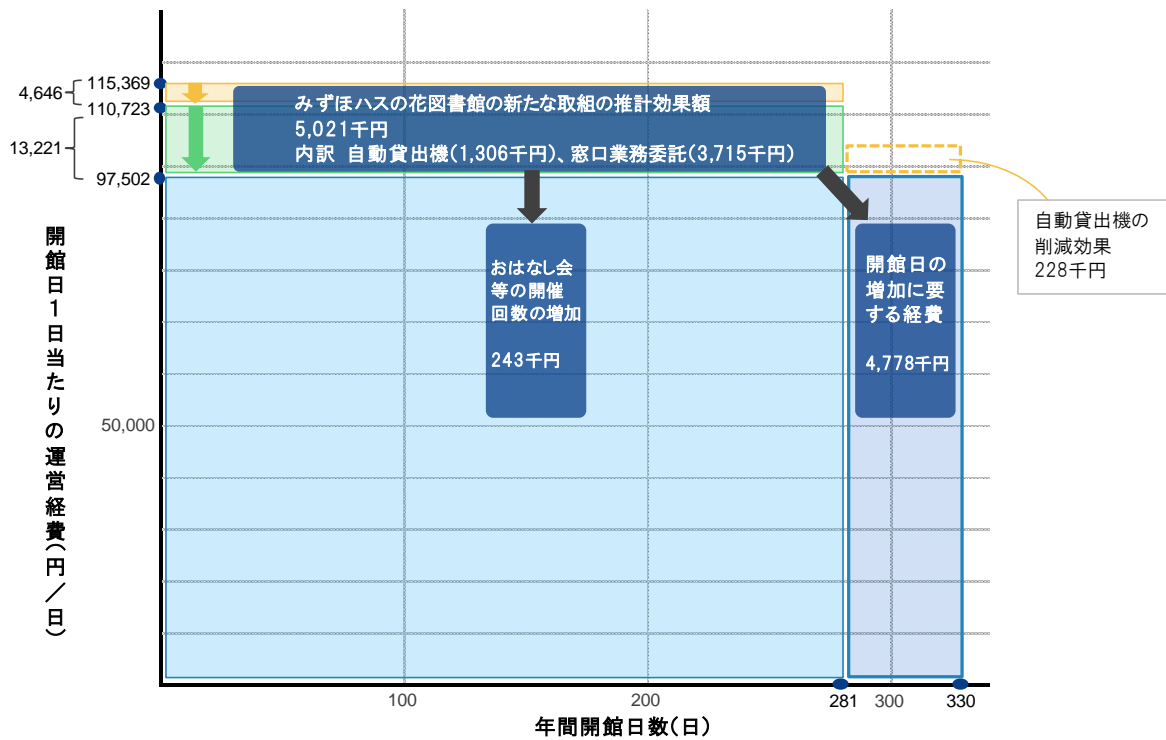 115,369
4,646
110,723
13,221
97,502
みずほハスの花図書館の新たな取組の推計効果額
5,021千円
内訳 自動貸出機(1,306千円)、窓口業務委託(3,715千円)
自動貸出機の
削減効果
228千円
おはなし会
等の開催
回数の増加
243千円
開館日の
増加に要
する経費
4,778千円
開館日1日当たりの運営経費(円/日)
50,000
100
200
281
300
330
年間開館日数(日)